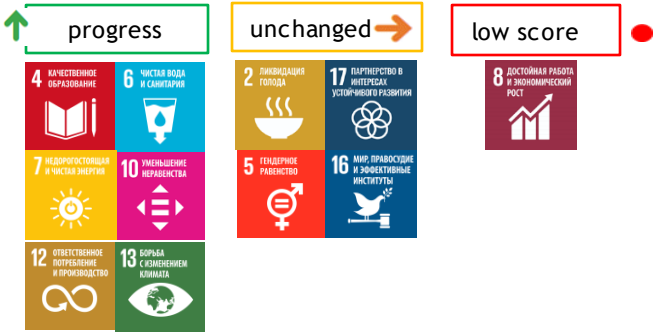 progress
4 КАЧЕСТВЕННОЕ
ОБРАЗОВАНИЕ
6 ЧИСТАЯ ВОДА
И САНИТАРИЯ
7 НЕДОРОГОСТОЯЩАЯ
И ЧИСТАЯ ЭНЕРГИЯ
10 УМЕНЬШЕНИЕ
НЕРАВЕНСТВА
12 ОТВЕТСТВЕННОЕ
ПОТРЕБЛЕНИЕ
И ПРОИЗВОДСТВО
13 БОРЬБА
С ИЗМЕНЕНИЕМ
КЛИМАТА
unchanged
2 ЛИКВИДАЦИЯ
ГОЛОДА
17 ПАРТНЕРСТВО В
ИНТЕРЕСАХ
УСТОЙЧИВОГО РАЗВИТИЯ
5 ГЕНДЕРНОЕ
РАВЕНСТВО
16 МИР, ПРАВОСУДИЕ
И ЭФФЕКТИВНЫЕ
ИНСТИТУТЫ
low score
8 ДОСТОЙНАЯ РАБОТА
И ЭКОНОМИЧЕСКИЙ
РОСТ